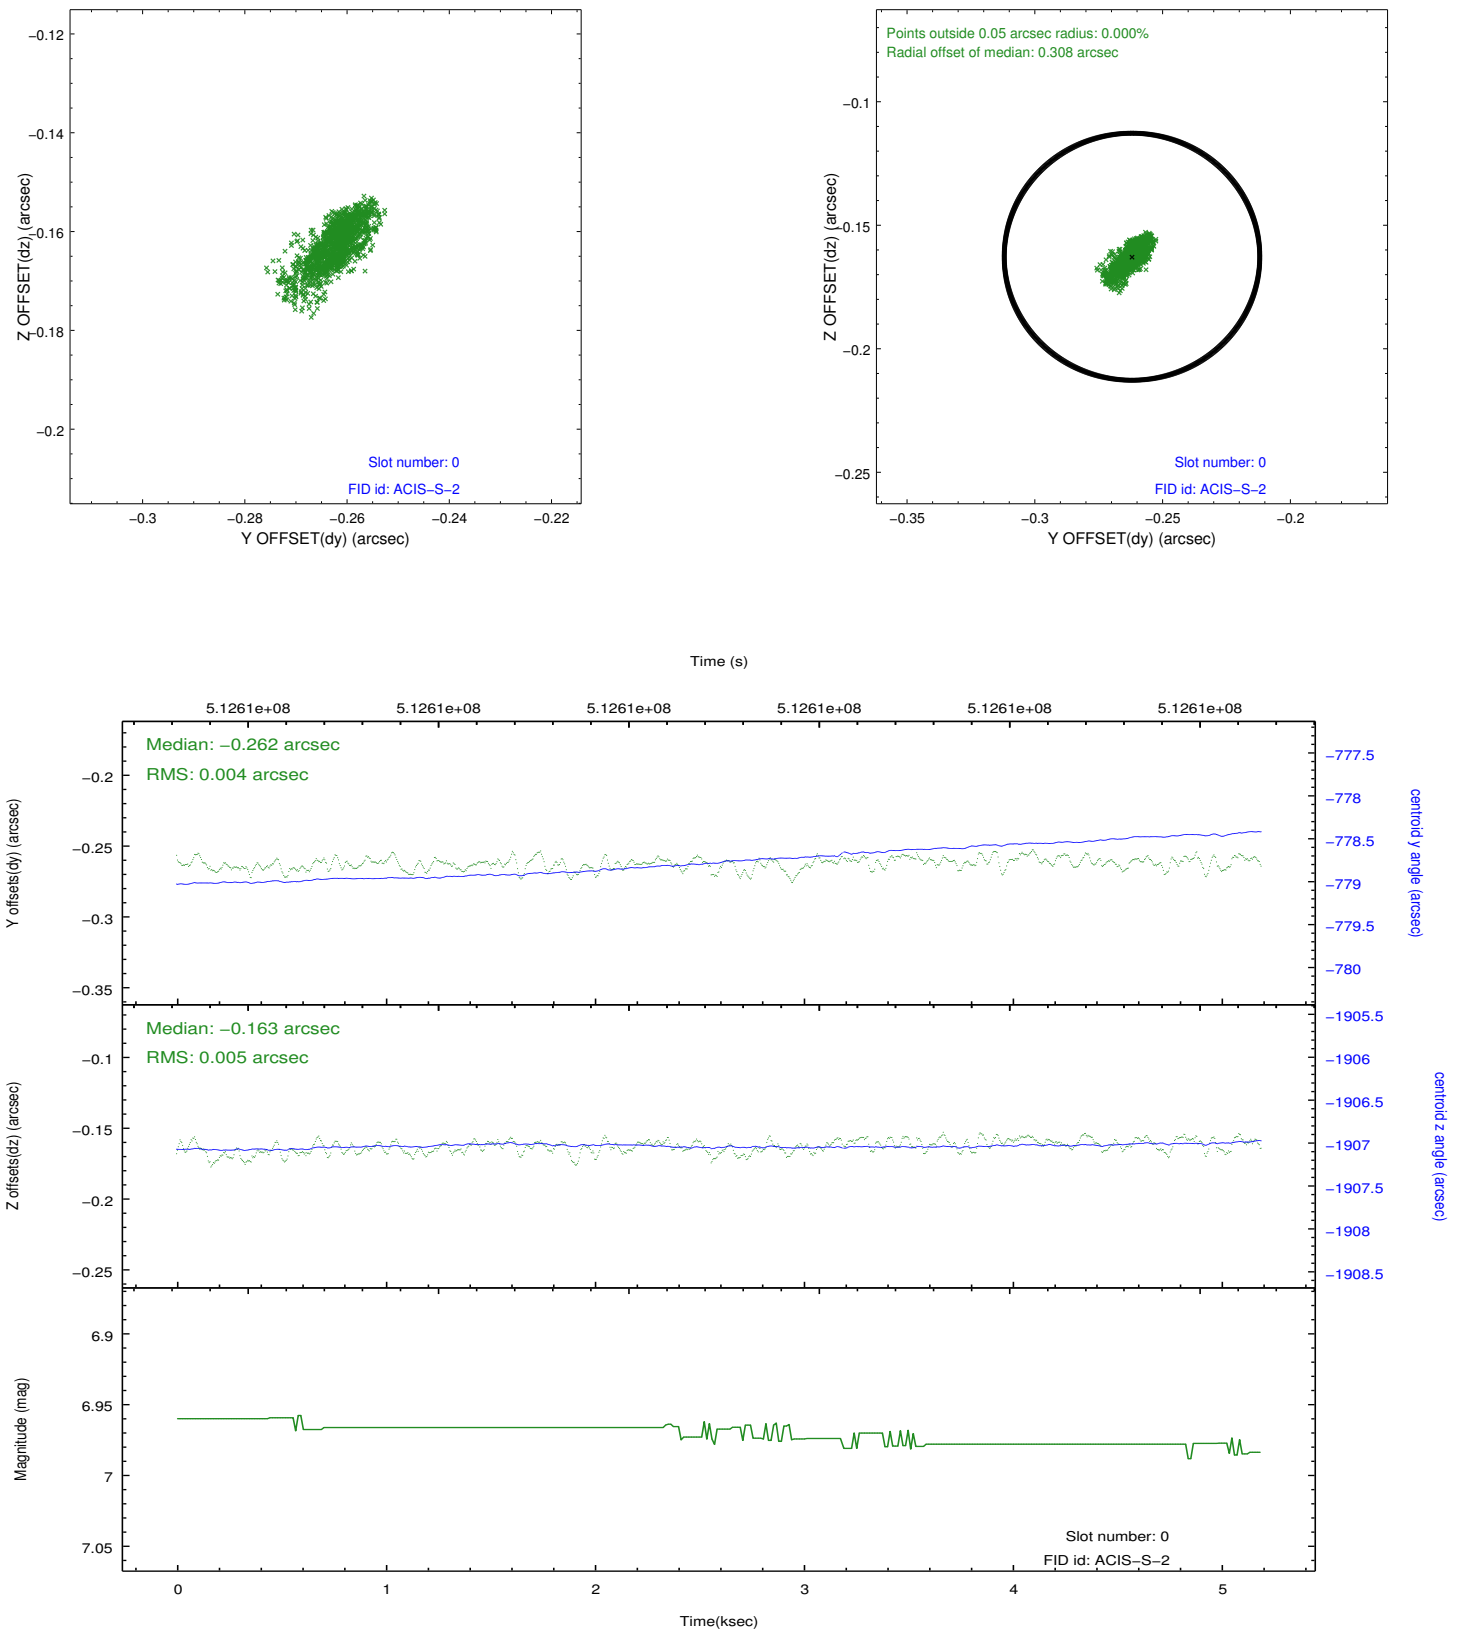 −0.12
−0.14
−0.16
−0.18
−0.2
Z OFFSET(dz) (arcsec)
Slot number: 0
FID id: ACIS−S−2
−0.3
−0.28
−0.26
−0.24
−0.22
Y OFFSET(dy) (arcsec)
Points outside 0.05 arcsec radius: 0.000%
Radial offset of median: 0.308 arcsec
−0.1
−0.15
−0.2
−0.25
Z OFFSET(dz) (arcsec)
Slot number: 0
FID id: ACIS−S−2
−0.35
−0.3
−0.25
−0.2
Y OFFSET(dy) (arcsec)
Time (s)
5.1261e+08 5.1261e+08 5.1261e+08 5.1261e+08 5.1261e+08 5.1261e+08
Median: −0.262 arcsec
RMS: 0.004 arcsec
−0.2
−0.25
−0.3
−0.35
Y offsets(dy) (arcsec)
−777.5
−778
−778.5
−779
−779.5
−780
centroid y angle (arcsec)
Median: −0.163 arcsec
RMS: 0.005 arcsec
−0.1
−0.15
−0.2
−0.25
Z offsets(dz) (arcsec)
−1905.5
−1906
−1906.5
−1907
−1907.5
−1908
−1908.5
centroid z angle (arcsec)
6.9
6.95
7
7.05
Magnitude (mag)
Slot number: 0
FID id: ACIS−S−2
0 1 2 3 4 5
Time(ksec)